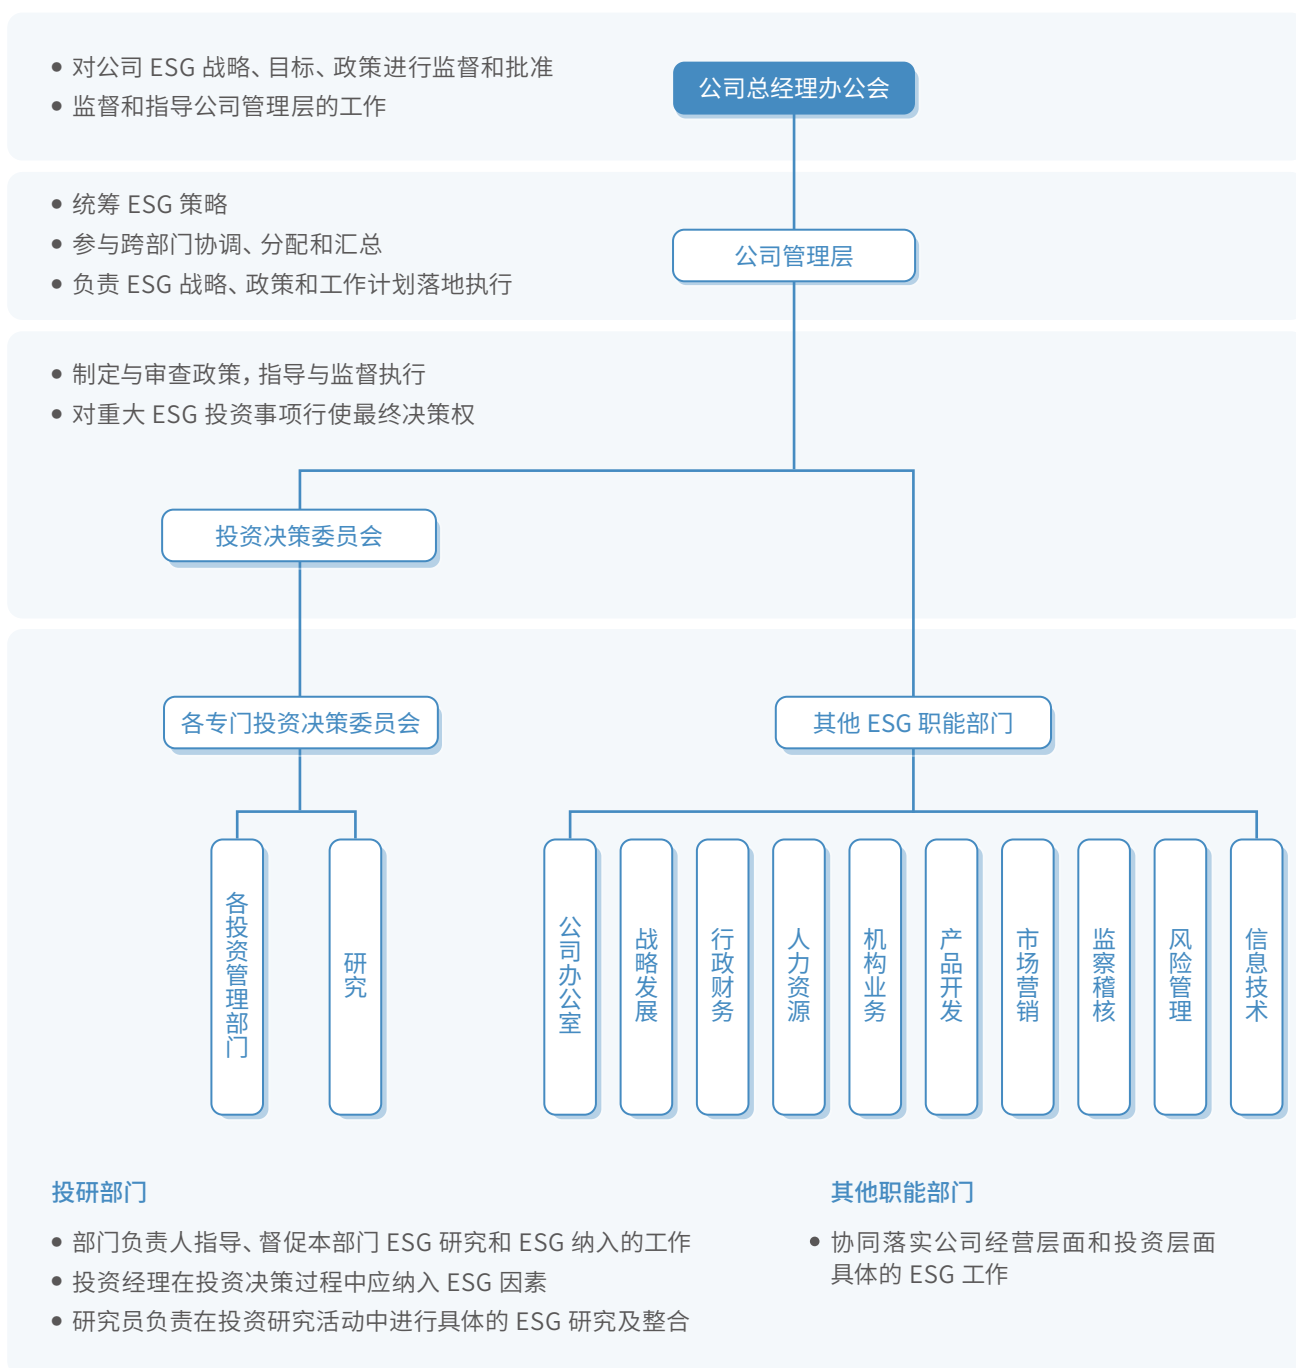 • 对公司 ESG 战略、目标、政策进行监督和批准
• 监督和指导公司管理层的工作
公司总经理办公会
• 统筹 ESG 策略
• 参与跨部门协调、分配和汇总
• 负责 ESG 战略、政策和工作计划落地执行
公司管理层
• 制定与审查政策，指导与监督执行
• 对重大 ESG 投资事项行使最终决策权
投资决策委员会
各专门投资决策委员会
其他 ESG 职能部门
各投资管理部门
研究
公司办公室
战略发展
行政财务
人力资源
机构业务
产品开发
市场营销
监察稽核
风险管理
信息技术
投研部门
• 部门负责人指导、督促本部门 ESG 研究和 ESG 纳入的工作
• 投资经理在投资决策过程中应纳入 ESG 因素
• 研究员负责在投资研究活动中进行具体的 ESG 研究及整合
其他职能部门
• 协同落实公司经营层面和投资层面
具体的 ESG 工作